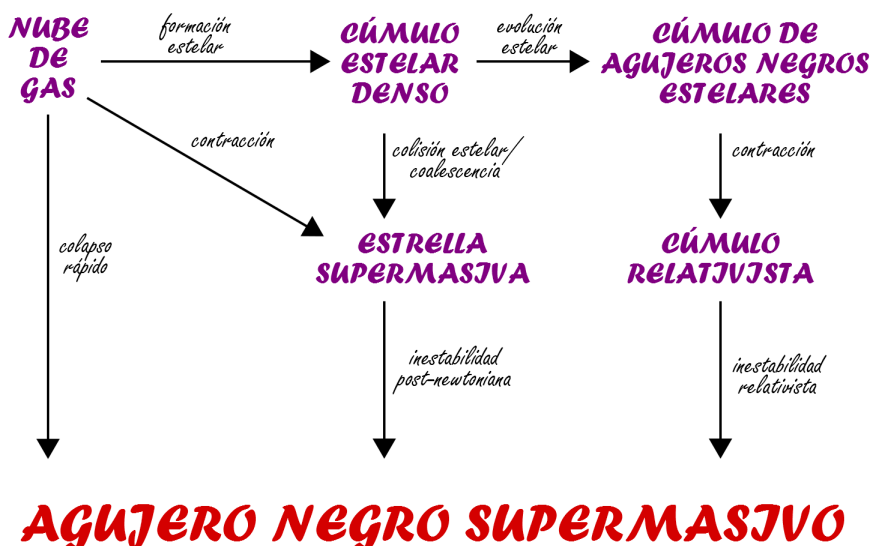 NUBE
DE
GAS
formación
estelar
CÚMULO
ESTELAR
DENSO
evolución
estelar
CÚMULO DE
AGUJEROS NEGROS
ESTELARES
contracción
colisión estelar/
coalescencia
contracción
colapso
rápido
ESTRELLA
SUPERMASIVA
CÚMULO
RELATIVISTA
inestabilidad
post-newtoniana
inestabilidad
relativista
AGUJERO NEGRO SUPERMASIVO